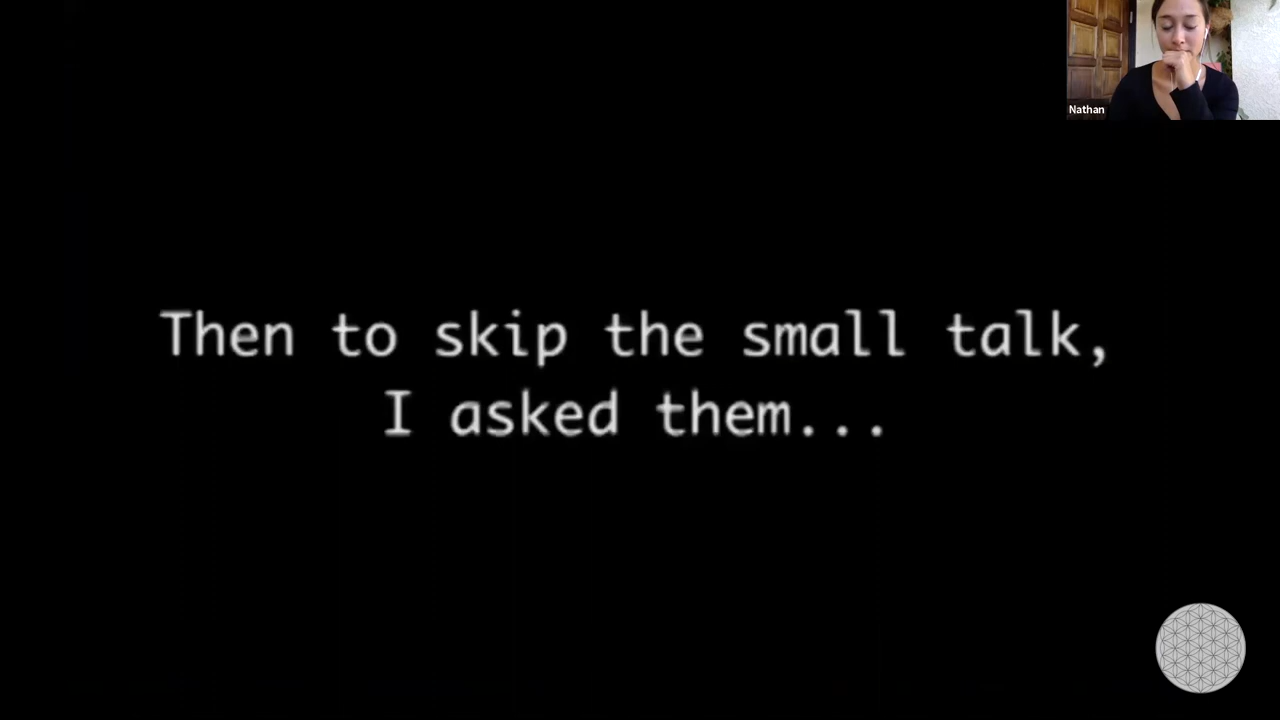 Nathan
Then to skip the small talk,
I asked them...